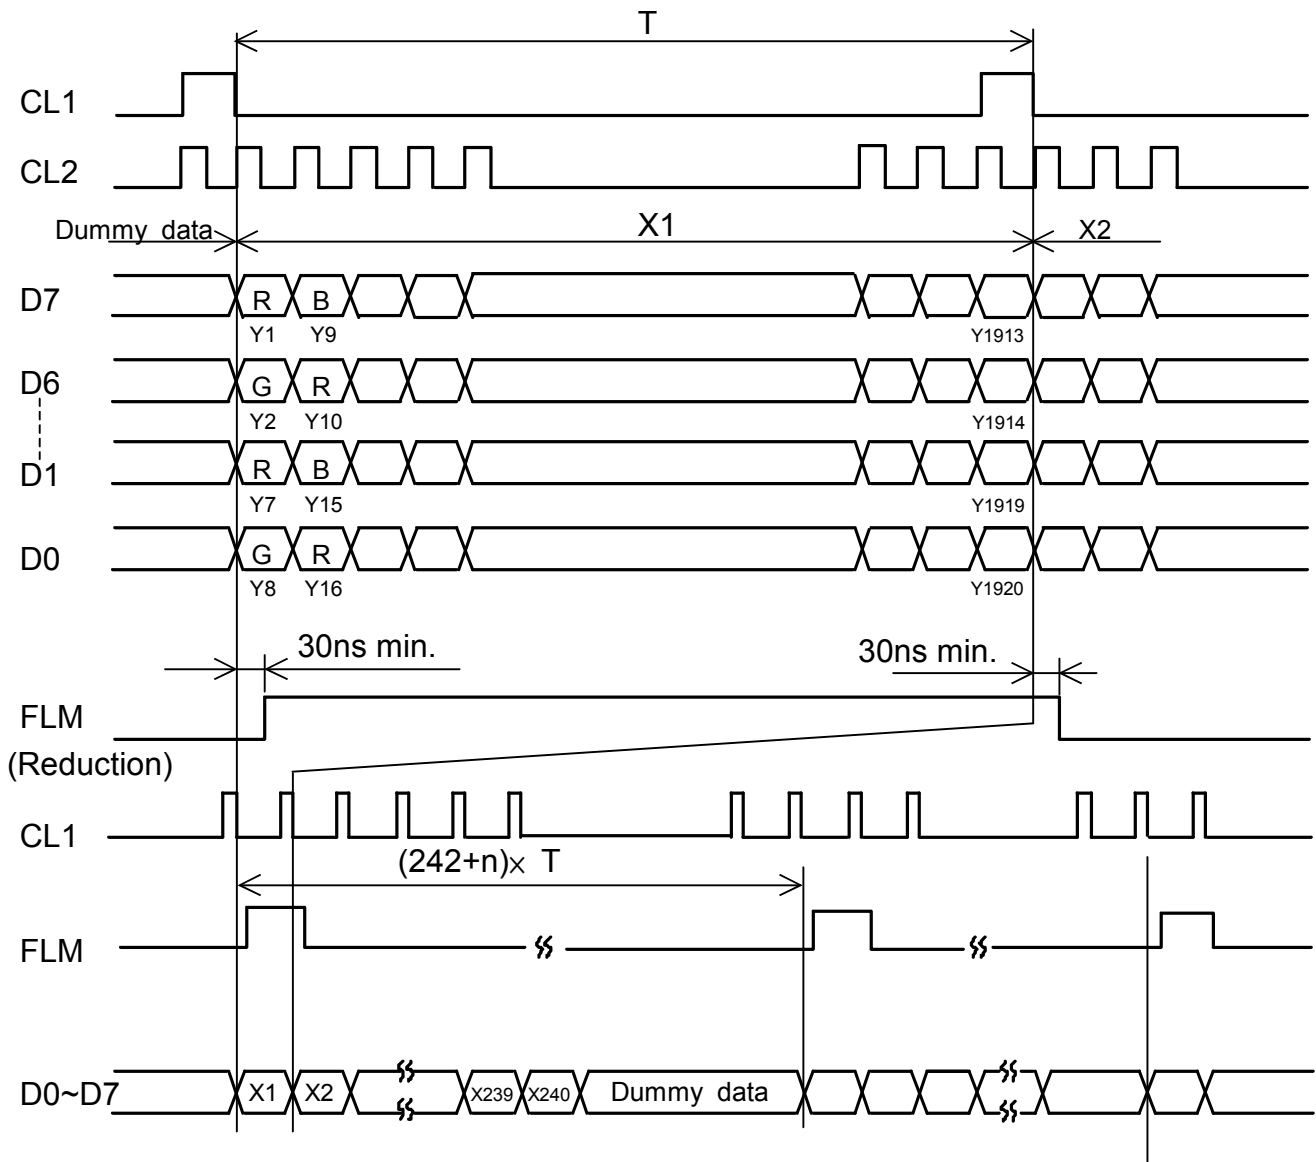 T
CL1
CL2
Dummy data
X1
X2
D7
R
B
Y1
Y9
Y1913
D6
G
R
Y2
Y10
Y1914
D1
R
B
Y7
Y15
Y1919
D0
G
R
Y8
Y16
Y1920
30ns min.
30ns min.
FLM
(Reduction)
CL1
(242+n)× T
FLM
D0~D7
X1
X2
X239
X240
Dummy data